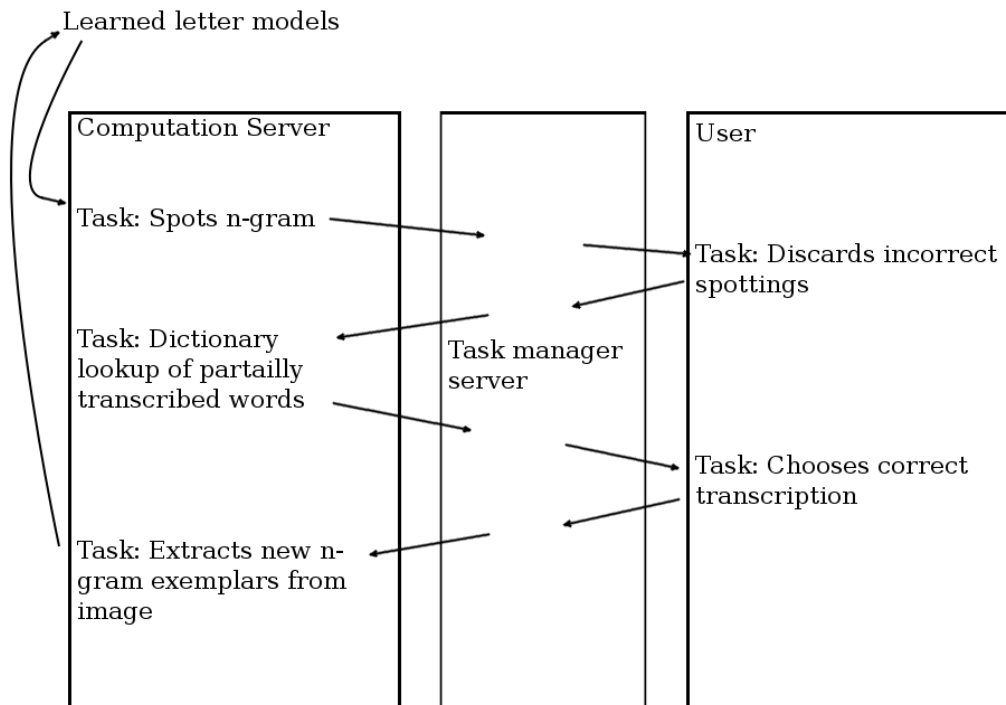 Learned letter models
Computation Server
Task: Spots n-gram
Task: Dictionary
lookup of partailly
transcribed words
Task: Extracts new n-
gram exemplars from
image
Task manager
server
User
Task: Discards incorrect
spottings
Task: Chooses correct
transcription